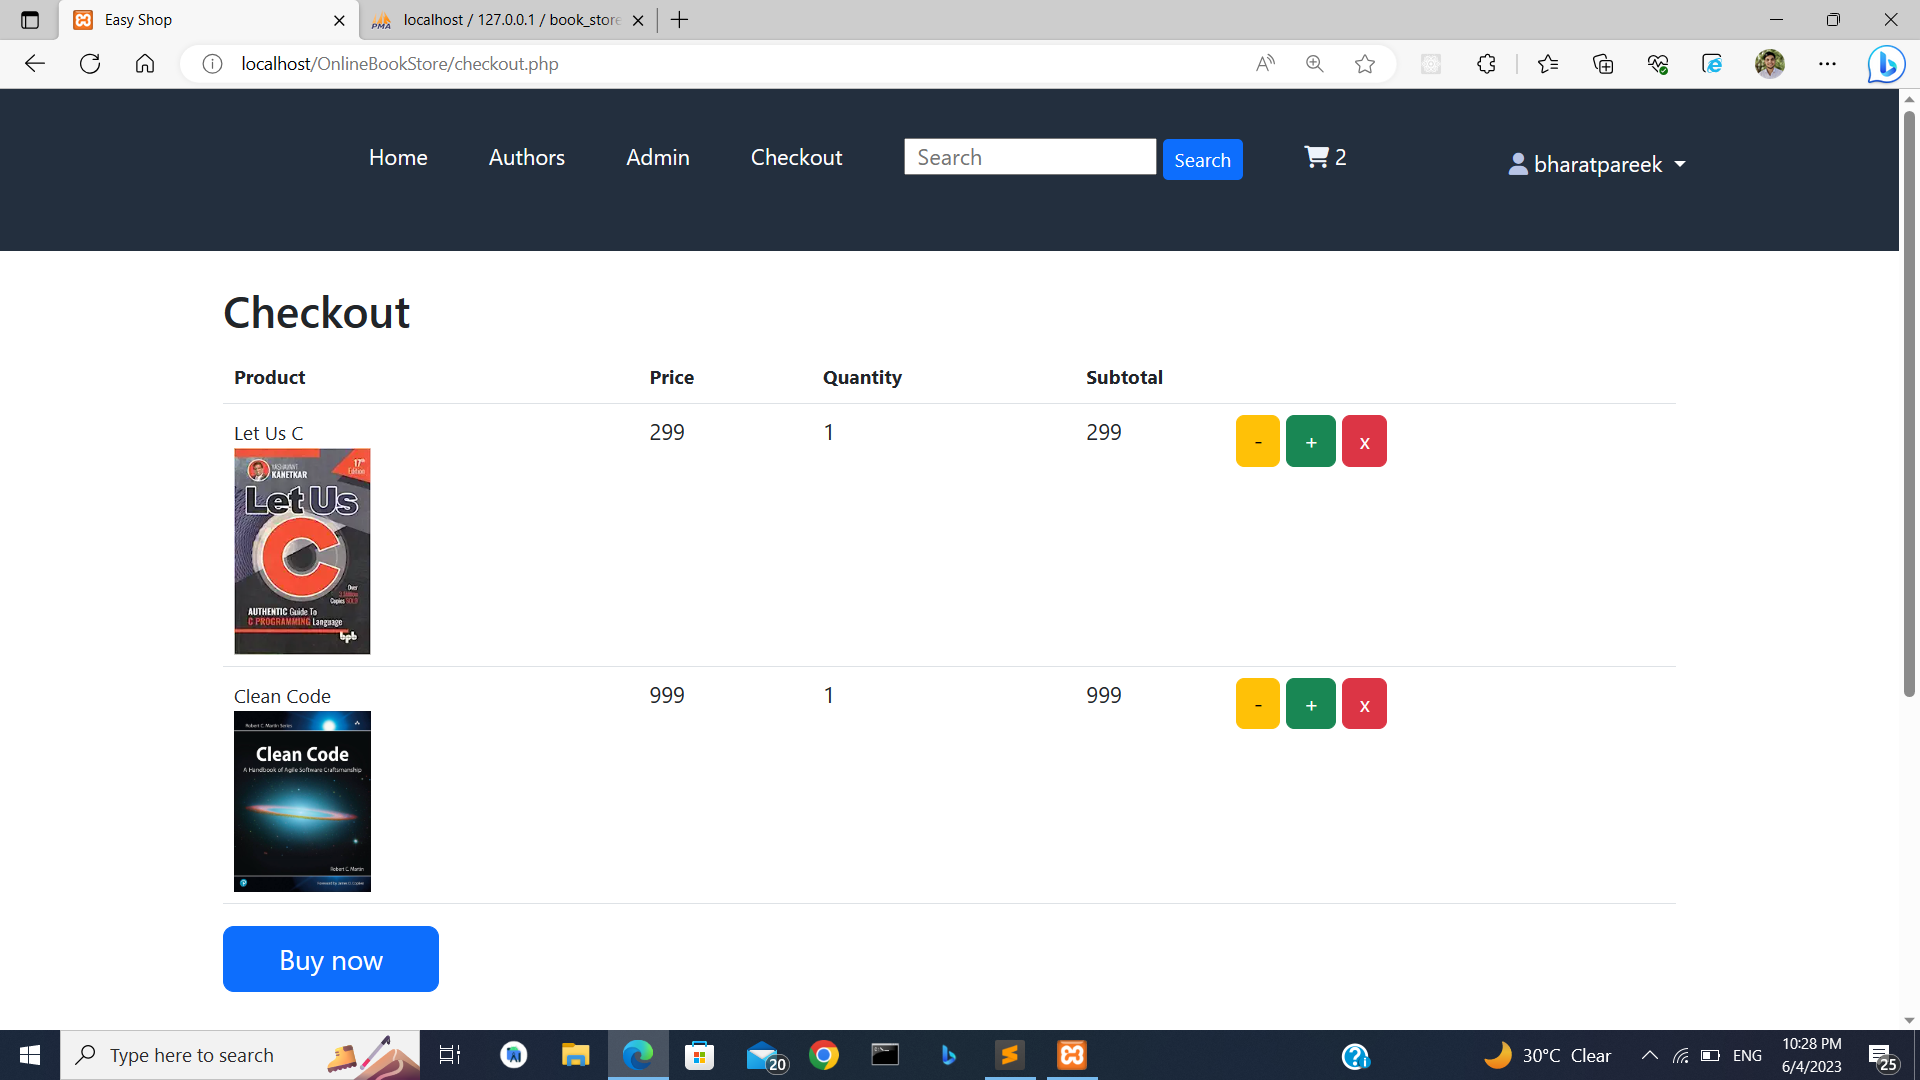 Easy Shop
PMA localhost / 127.0.0.1 / book_store
localhost/OnlineBookStore/checkout.php
Home Authors Admin Checkout Search Search 2 bharatpareek
Checkout
Product Price Quantity Subtotal
Let Us C 299 1 299 - + x
YASHAVANT
KANETKAR
17th
Edition
Let Us
C
Over
Copies SOLD
AUTHENTIC Guide To
C PROGRAMMING Language
bpb
Clean Code 999 1 999 - + x
Robert C. Martin Series
Clean Code
A Handbook of Agile Software Craftsmanship
Robert C. Martin
Buy now
Type here to search 20 30°C Clear ENG 10:28 PM
6/4/2023
25